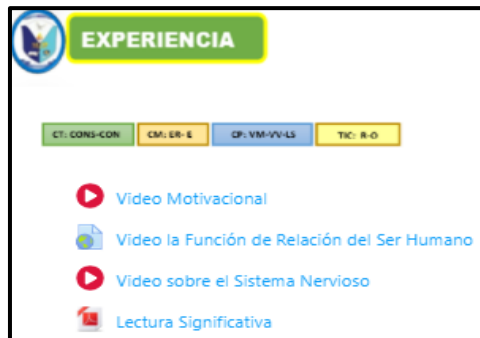 EXPERIENCIA
CT: CONS-CON CM: ER- E CP: VM-VV-LS TIC: R-O
Video Motivacional
Video la Función de Relación del Ser Humano
Video sobre el Sistema Nervioso
Lectura Significativa